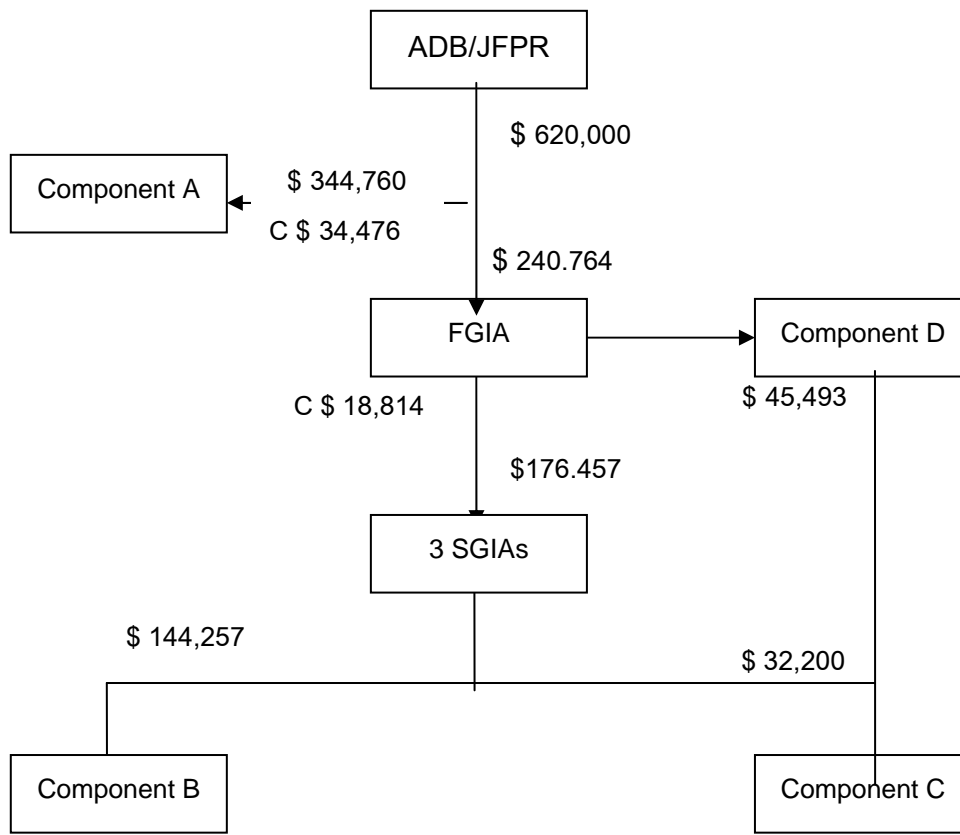 ADB/JFPR
$ 620,000
Component A
$ 344,760
C $ 34,476
$ 240.764
FGIA
Component D
C $ 18,814
$ 45,493
$176.457
3 SGIAs
$ 144,257
$ 32,200
Component B
Component C